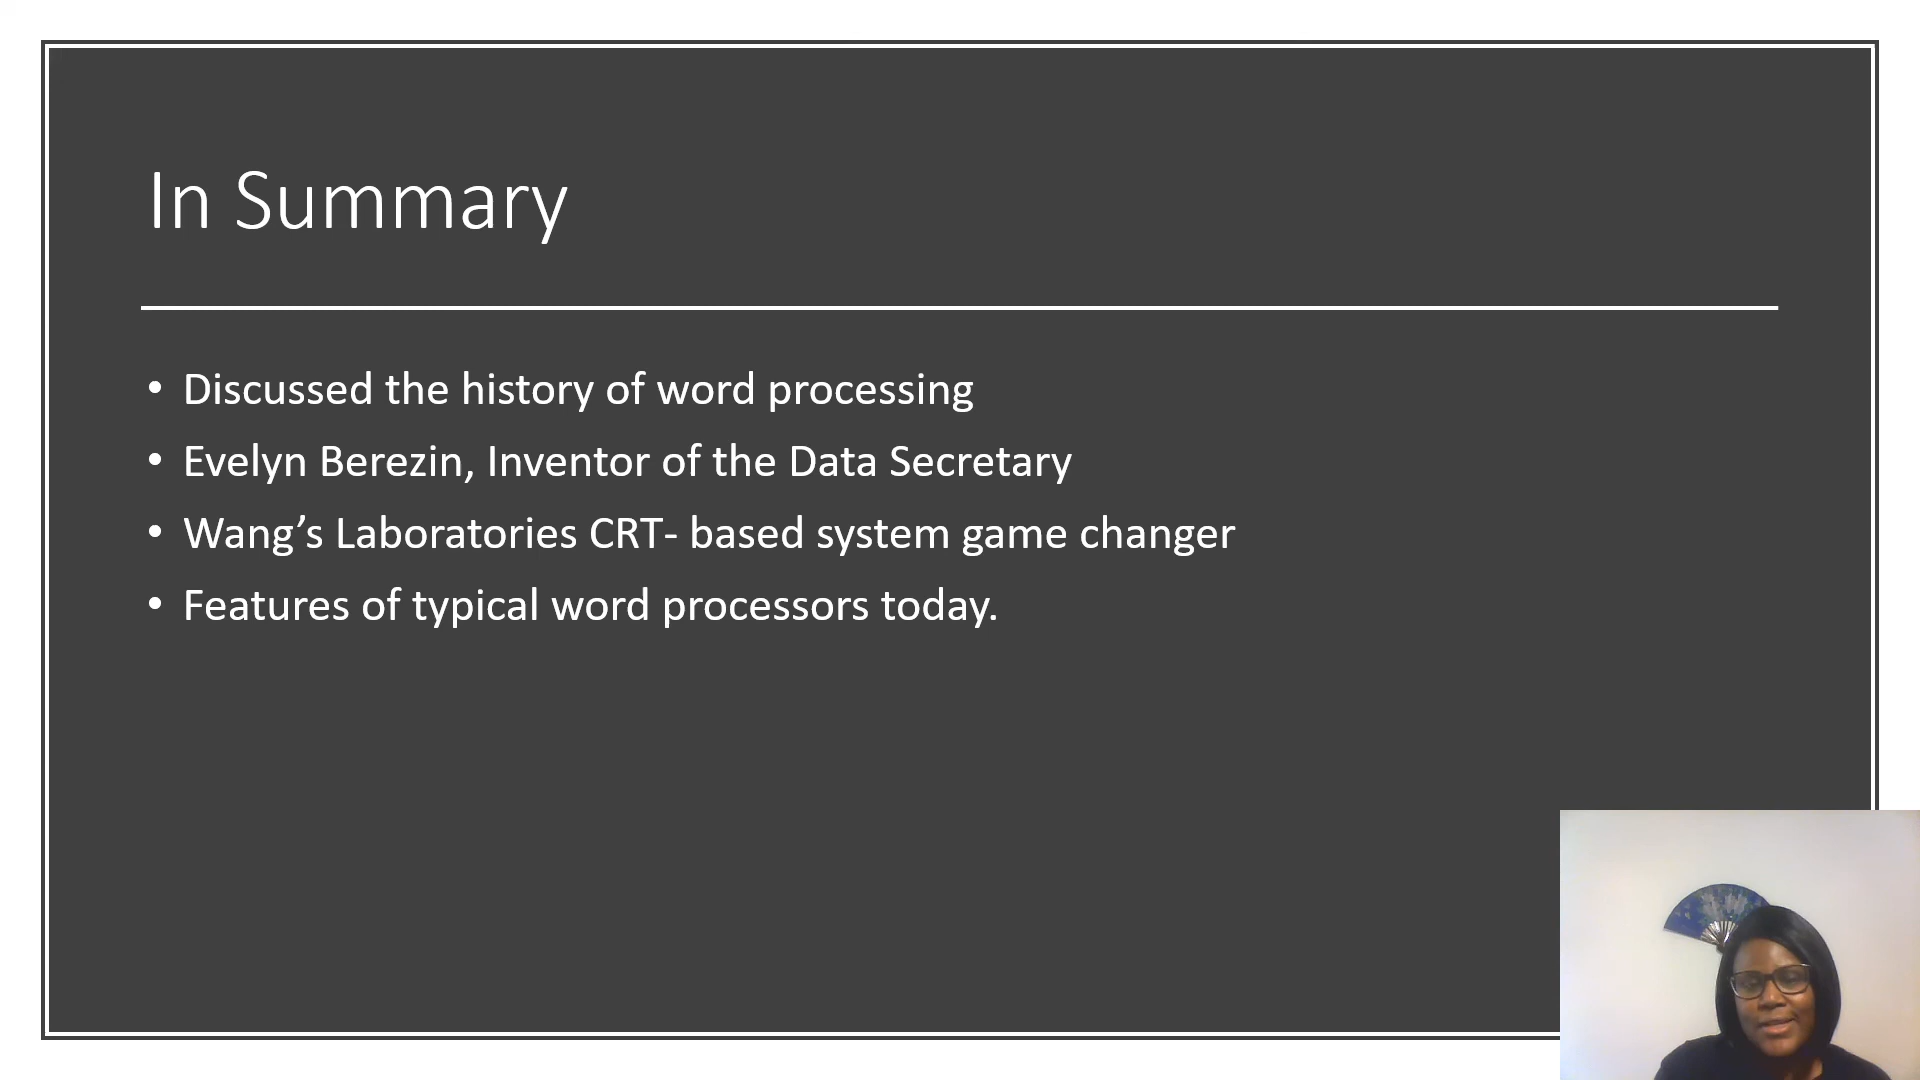 In Summary
• Discussed the history of word processing
• Evelyn Berezin, Inventor of the Data Secretary
• Wang’s Laboratories CRT- based system game changer
• Features of typical word processors today.